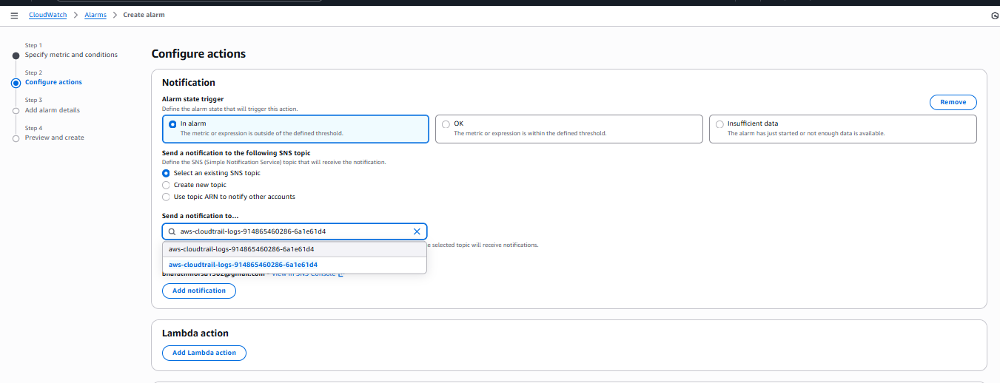 CloudWatch > Alarms > Create alarm
Step 1
Specify metric and conditions
Step 2
Configure actions
Step 3
Add alarm details
Step 4
Preview and create
Configure actions
Notification
Alarm state trigger
Define the alarm state that will trigger this action.
Remove
In alarm
The metric or expression is outside of the defined threshold.
OK
The metric or expression is within the defined threshold.
Insufficient data
The alarm has just started or not enough data is available.
Send a notification to the following SNS topic
Define the SNS (Simple Notification Service) topic that will receive the notification.
Select an existing SNS topic
Create new topic
Use topic ARN to notify other accounts
Send a notification to...
aws-cloudtrail-logs-914865460286-6a1e61d4
aws-cloudtrail-logs-914865460286-6a1e61d4
selected topic will receive notifications.
aws-cloudtrail-logs-914865460286-6a1e61d4
View in SNS Console
Add notification
Lambda action
Add Lambda action